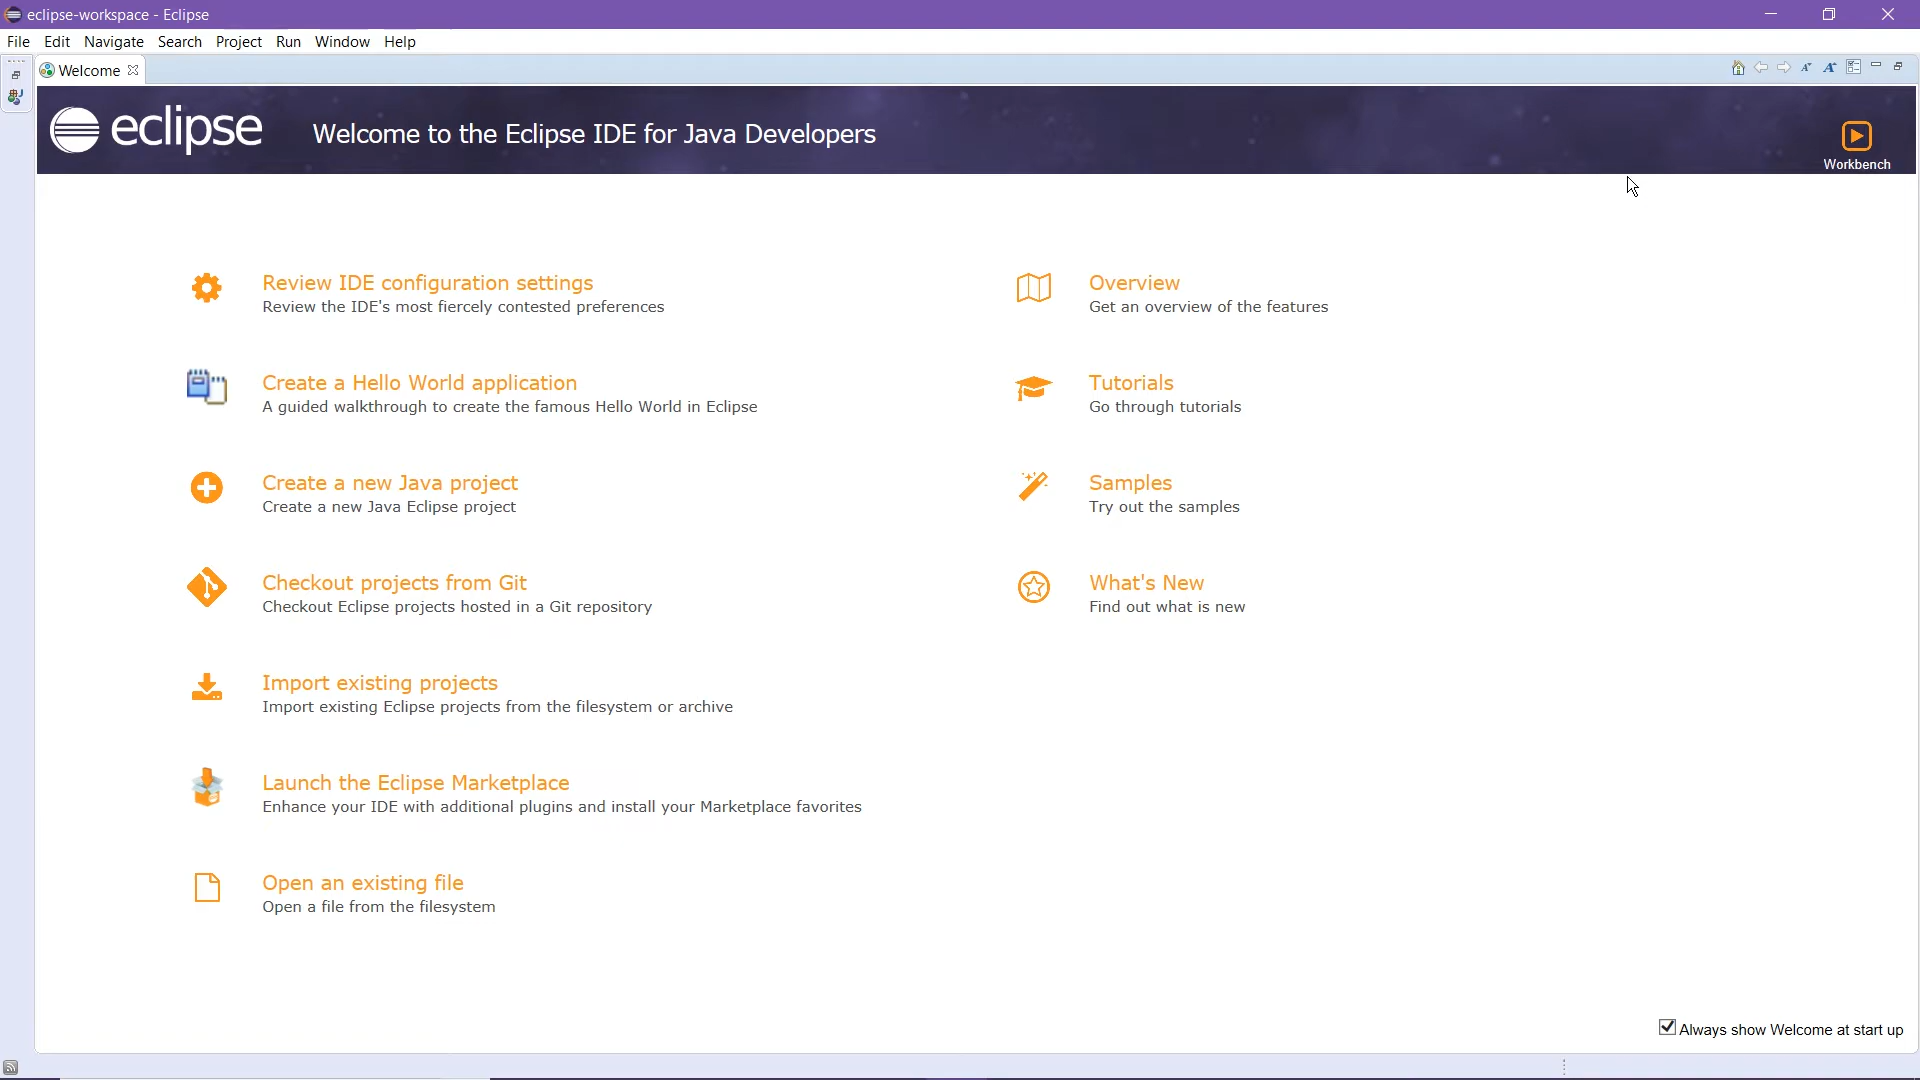 eclipse-workspace - Eclipse
File Edit Navigate Search Project Run Window Help
Welcome
eclipse Welcome to the Eclipse IDE for Java Developers
Workbench
Review IDE configuration settings
Review the IDE's most fiercely contested preferences
Create a Hello World application
A guided walkthrough to create the famous Hello World in Eclipse
Create a new Java project
Create a new Java Eclipse project
Checkout projects from Git
Checkout Eclipse projects hosted in a Git repository
Import existing projects
Import existing Eclipse projects from the filesystem or archive
Launch the Eclipse Marketplace
Enhance your IDE with additional plugins and install your Marketplace favorites
Open an existing file
Open a file from the filesystem
Overview
Get an overview of the features
Tutorials
Go through tutorials
Samples
Try out the samples
What's New
Find out what is new
Always show Welcome at start up